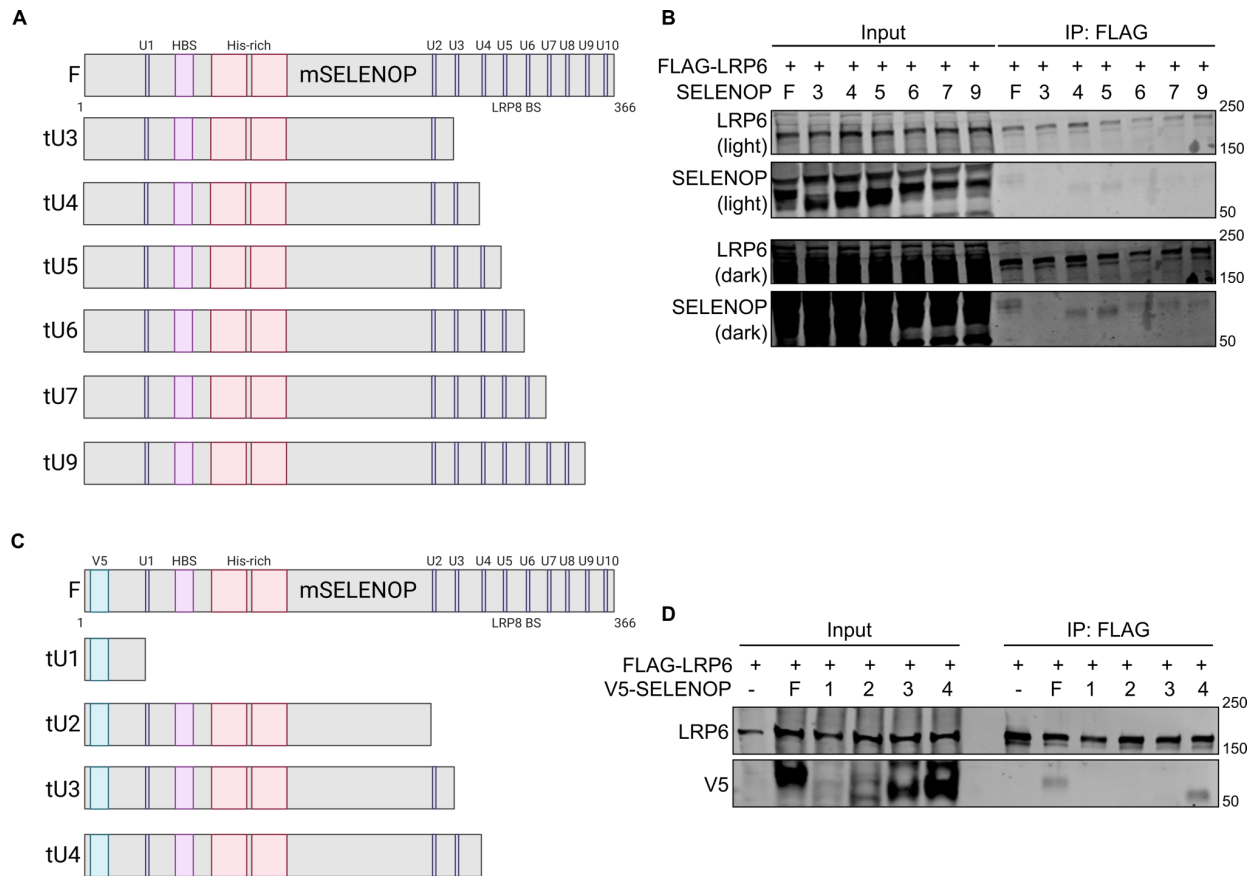 A
U1 HBS His-rich U2 U3 U4 U5 U6 U7 U8 U9 U10
F mSELENOP
1 LRP8 BS 366
tU3
tU4
tU5
tU6
tU7
tU9
B
Input IP: FLAG
FLAG-LRP6 + + + + + + + + + + + + + +
SELENOP F 3 4 5 6 7 9 F 3 4 5 6 7 9
LRP6 (light) 250 150
SELENOP (light) 50
LRP6 (dark) 250 150
SELENOP (dark) 50
C
V5 U1 HBS His-rich U2 U3 U4 U5 U6 U7 U8 U9 U10
F mSELENOP
1 LRP8 BS 366
tU1
tU2
tU3
tU4
D
Input IP: FLAG
FLAG-LRP6 + + + + + + + + + + + +
V5-SELENOP - F 1 2 3 4 - F 1 2 3 4
LRP6 250 150
V5 50